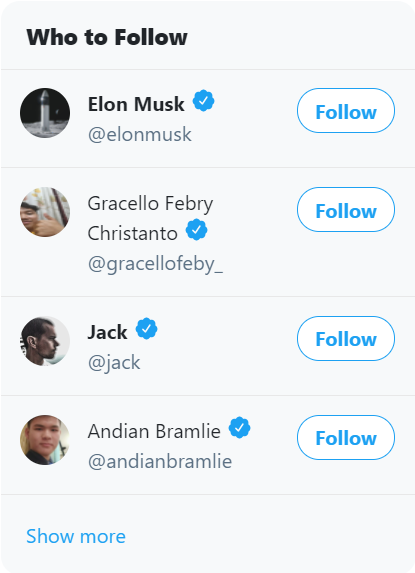 Who to Follow
Elon Musk
@elonmusk
Follow
Gracello Febry
Christanto
@gracellofeby_
Follow
Jack
@jack
Follow
Andian Bramlie
@andianbramlie
Follow
Show more